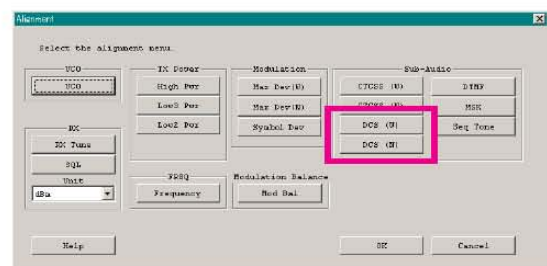 Alignment
Select the alignment menu.
VCO
VCO
RX
RX Tune
SQL
Unit
dBm
TX Power
High Pwr
Low3 Pwr
Low2 Pwr
FREQ
Frequency
Modulation
Max Dev(W)
Max Dev(N)
Symbol Dev
Modulation Balance
Mod Bal
Sub-Audio
CTCSS (W)
CTCSS (N)
DCS (W)
DCS (N)
DTMF
MSK
Seq Tone
Help
OK
Cancel